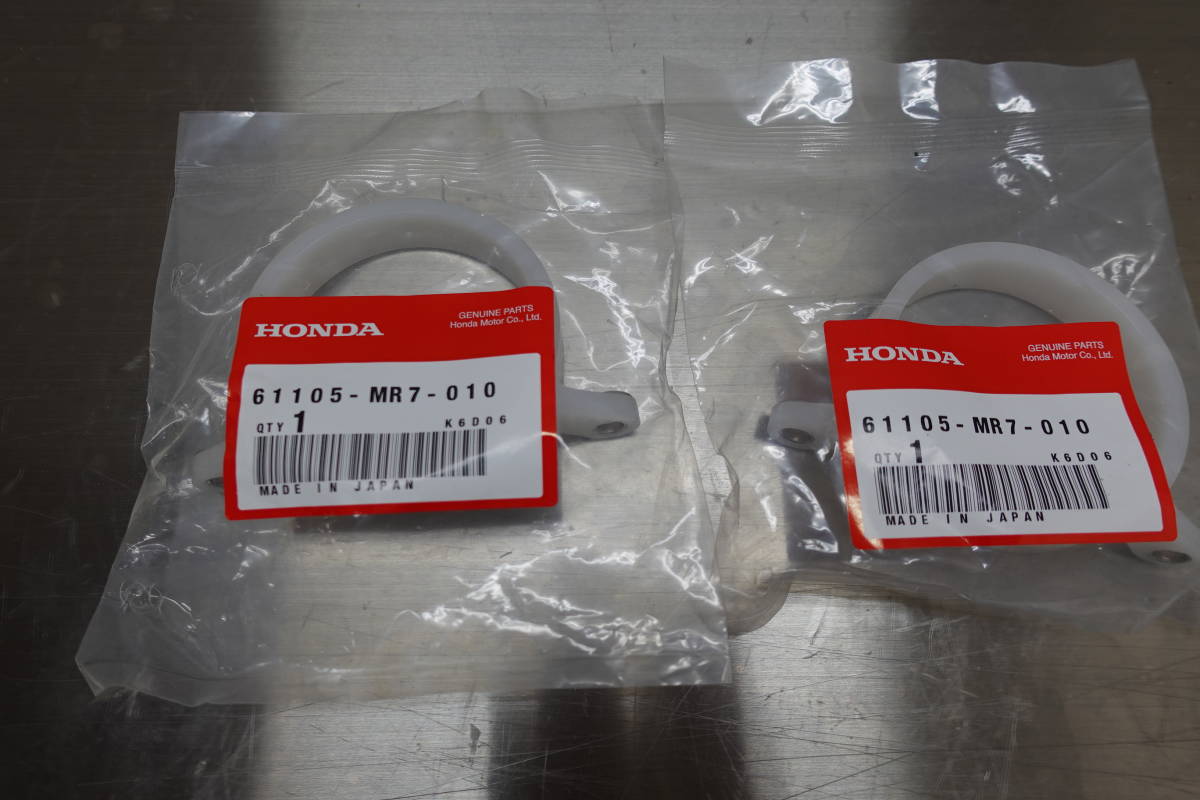 HONDA
GENUINE PARTS
Honda Motor Co., Ltd.
61105-MR7-010
QTY 1 K6D06
MADE IN JAPAN
HONDA
GENUINE PARTS
Honda Motor Co., Ltd.
61105-MR7-010
QTY 1 K6D06
MADE IN JAPAN